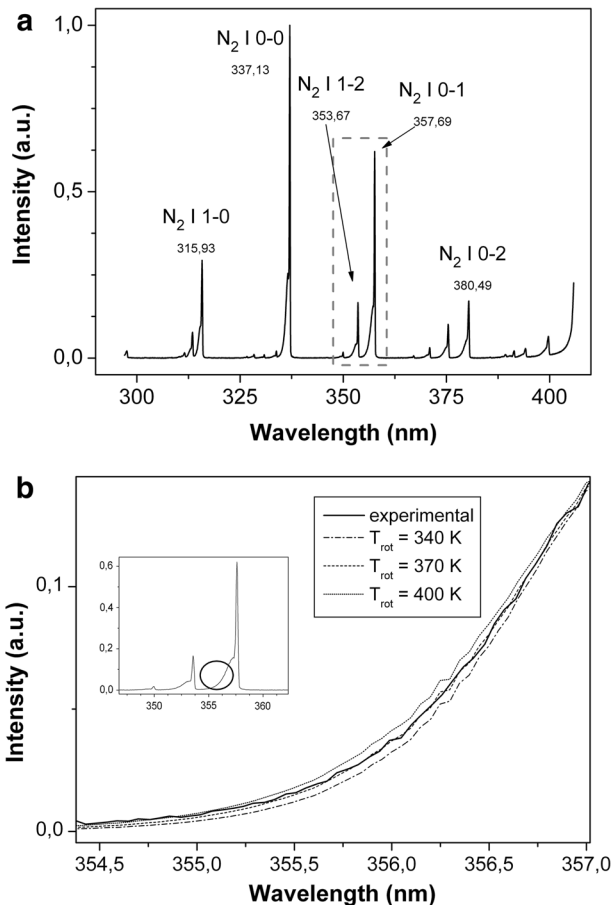 a
N2 I 0-0
337,13
N2 I 1-2
353,67
N2 I 0-1
357,69
N2 I 1-0
315,93
N2 I 0-2
380,49
1,0
0,5
0,0
Intensity (a.u.)
300 325 350 375 400
Wavelength (nm)
b
experimental
Trot = 340 K
Trot = 370 K
Trot = 400 K
0,6
0,4
0,2
0,0
350 355 360
0,1
0,0
Intensity (a.u.)
354,5 355,0 355,5 356,0 356,5 357,0
Wavelength (nm)